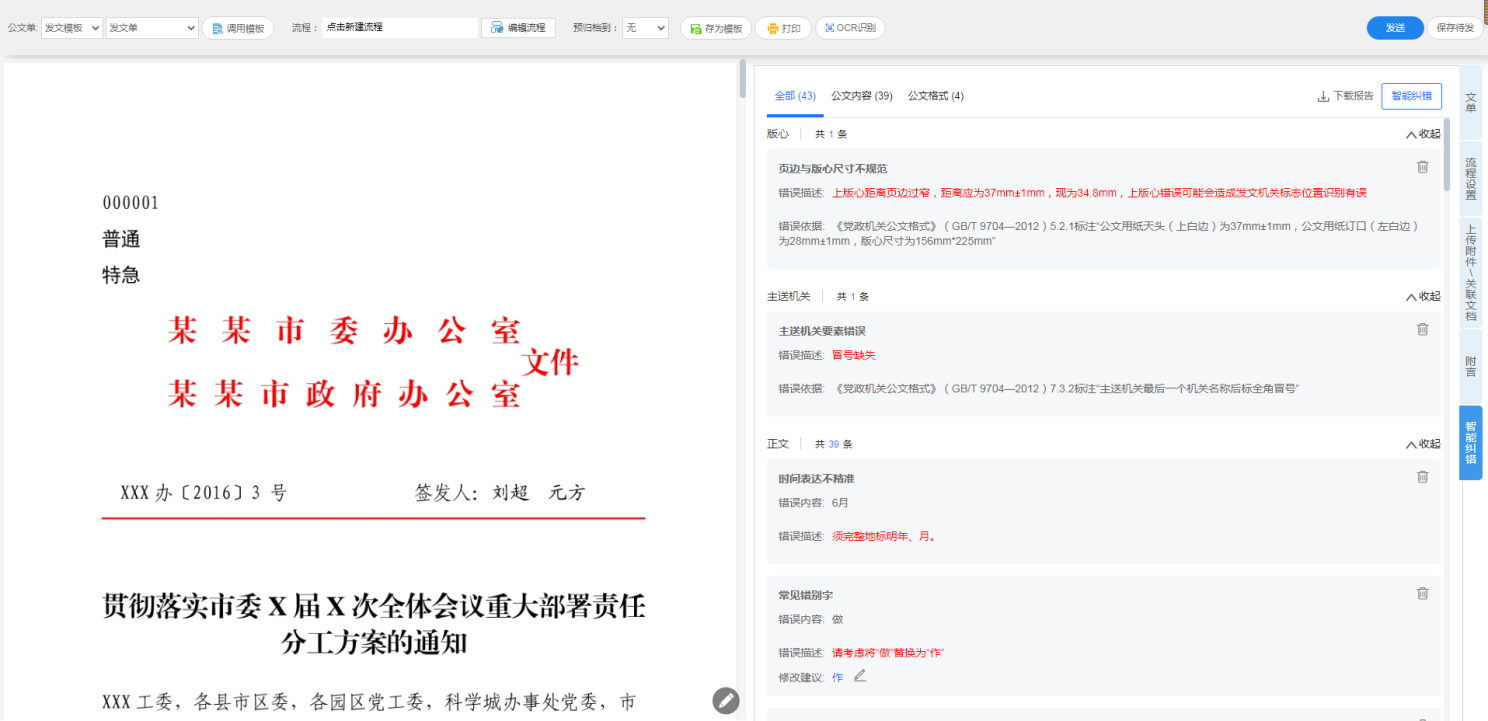 公文单: 发文模板 发文单 调用模板 流程： 点击新建流程 编辑流程 预归档到： 无 存为模板 打印 OCR识别 发送 保存待发
000001
普通
特急
某某市委办公室
文件
某某市政府办公室
XXX 办〔2016〕3 号 签发人：刘超 元方
贯彻落实市委 X 届 X 次全体会议重大部署责任
分工方案的通知
XXX 工委，各县市区委，各园区党工委，科学城办事处党委，市
全部 (43) 公文内容 (39) 公文格式 (4) 下载报告 智能纠错
版心 共 1 条 收起
页边与版心尺寸不规范
错误描述: 上版心距离页边过窄，距离应为37mm±1mm，现为34.8mm，上版心错误可能会造成发文机关标志位置识别有误
错误依据: 《党政机关公文格式》（GB/T 9704—2012）5.2.1标注“公文用纸天头（上白边）为37mm±1mm，公文用纸订口（左白边）
为28mm±1mm，版心尺寸为156mm*225mm”
主送机关 共 1 条 收起
主送机关要素错误
错误描述: 冒号缺失
错误依据: 《党政机关公文格式》（GB/T 9704—2012）7.3.2标注“主送机关最后一个机关名称后标全角冒号”
正文 共 39 条 收起
时间表达不精准
错误内容: 6月
错误描述: 须完整地标明年、月。
常见错别字
错误内容: 做
错误描述: 请考虑将“做”替换为“作”
修改建议: 作
文单
流程设置
上传附件\关联文档
附言
智能纠错